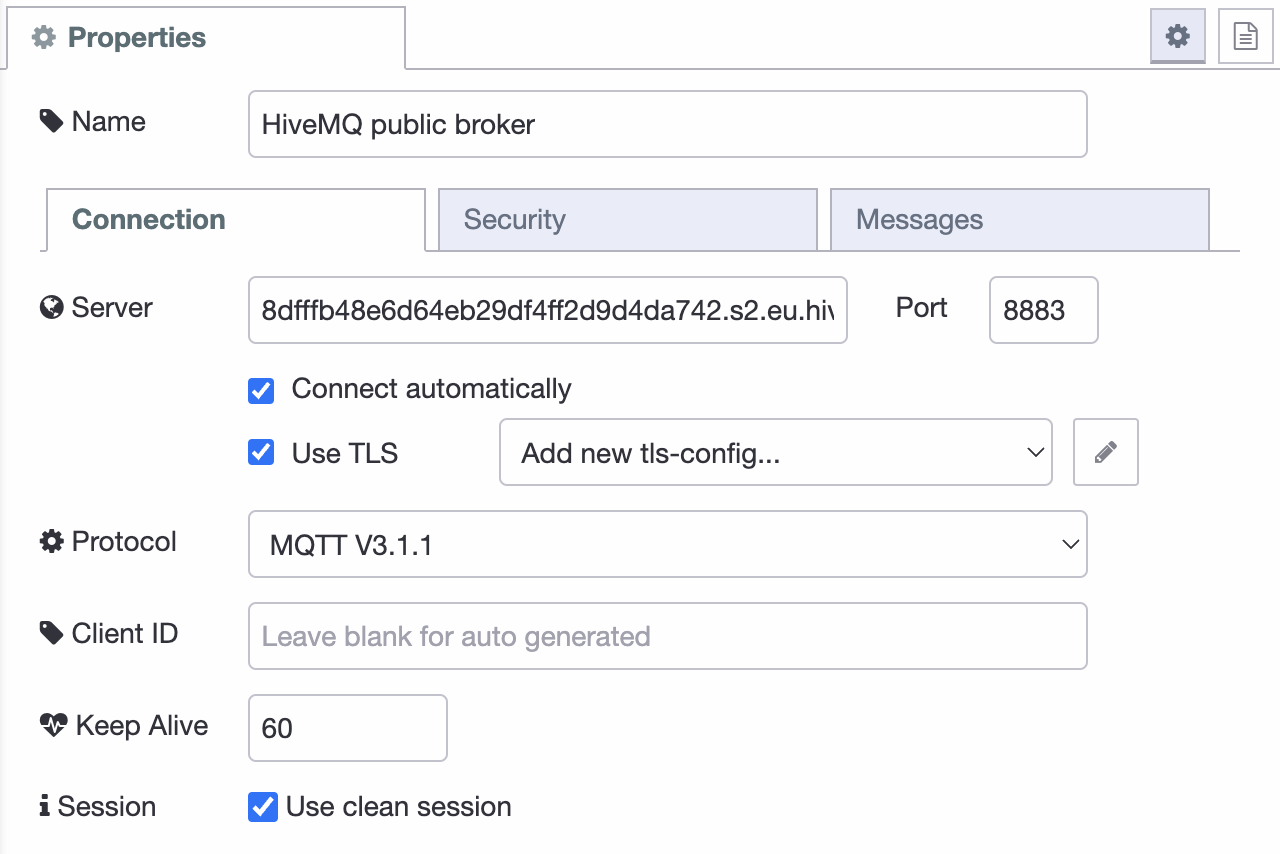 Properties
Name HiveMQ public broker
Connection Security Messages
Server 8dfffb48e6d64eb29df4ff2d9d4da742.s2.eu.hiv Port 8883
Connect automatically
Use TLS Add new tls-config...
Protocol MQTT V3.1.1
Client ID Leave blank for auto generated
Keep Alive 60
Session Use clean session